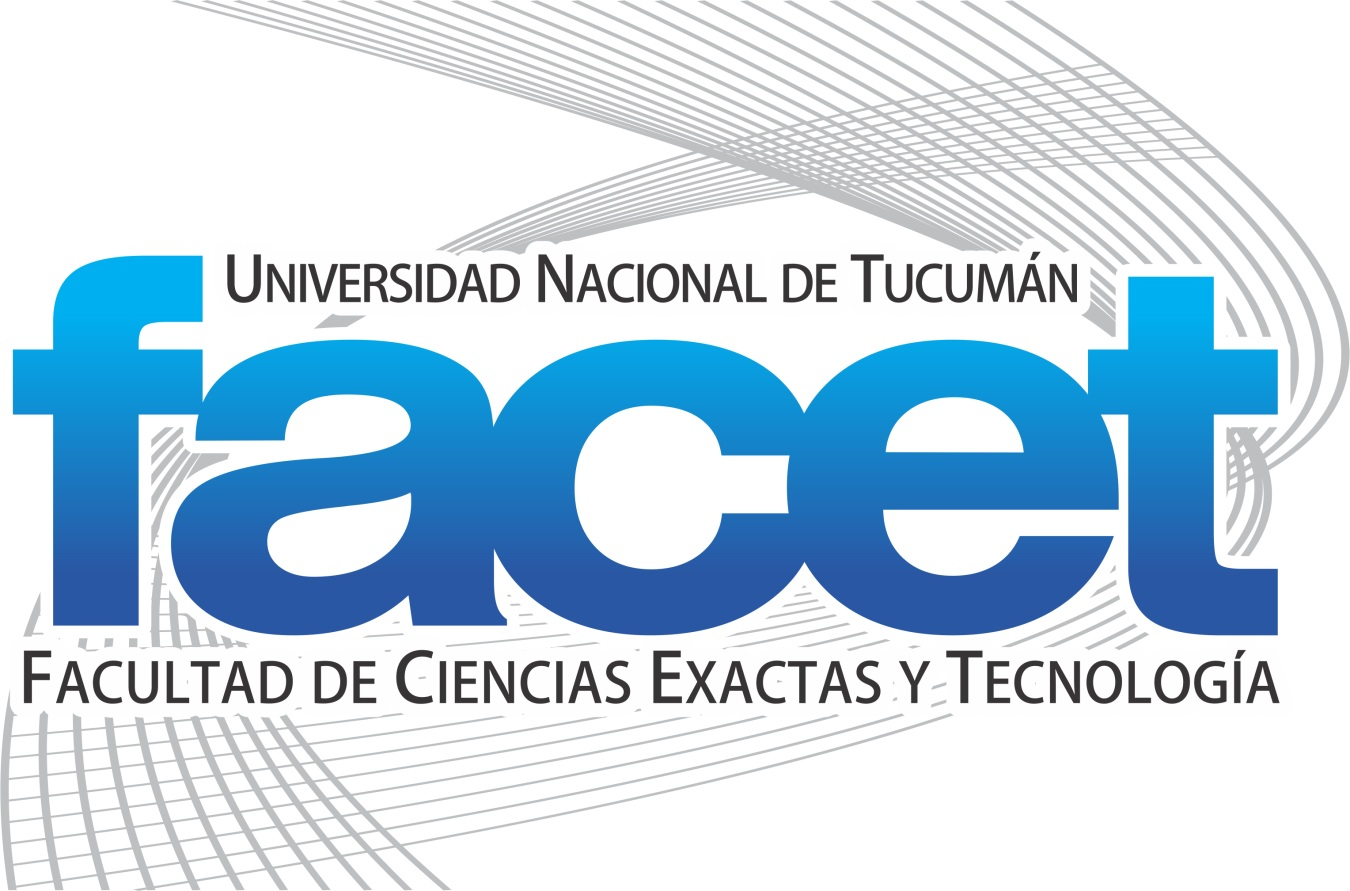 UNIVERSIDAD NACIONAL DE TUCUMÁN
facet
FACULTAD DE CIENCIAS EXACTAS Y TECNOLOGÍA